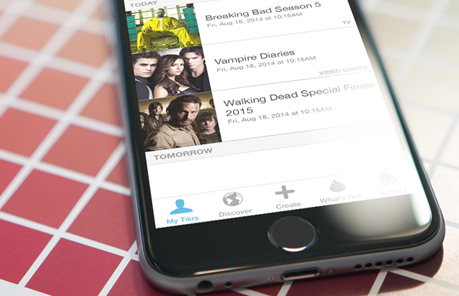 TODAY
Breaking Bad Season 5
Fri, Aug 18, 2014 at 10:15AM
TV
Vampire Diaries
Fri, Aug 18, 2014 at 10:15AM
VIDEO GAMES
Walking Dead Special Finale
2015
Fri, Aug 18, 2014 at 10:15AM
TOMORROW
My Tikrs
Discover
Create
What's Hot